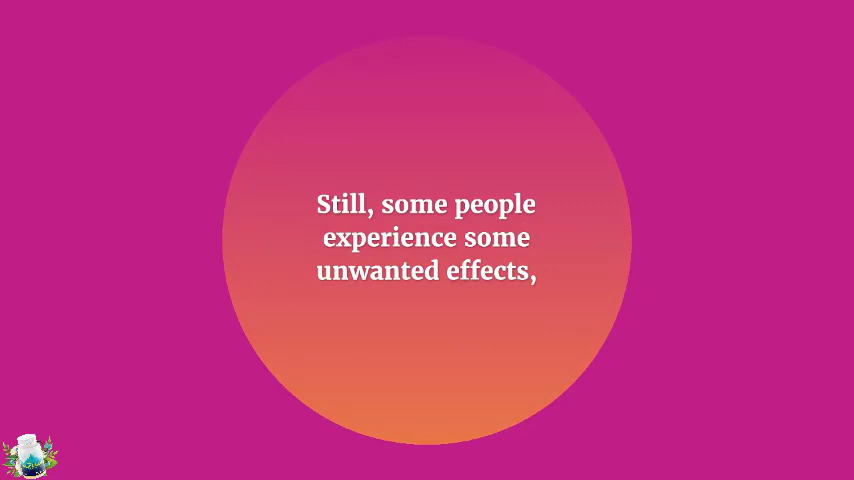 Still, some people
experience some
unwanted effects,